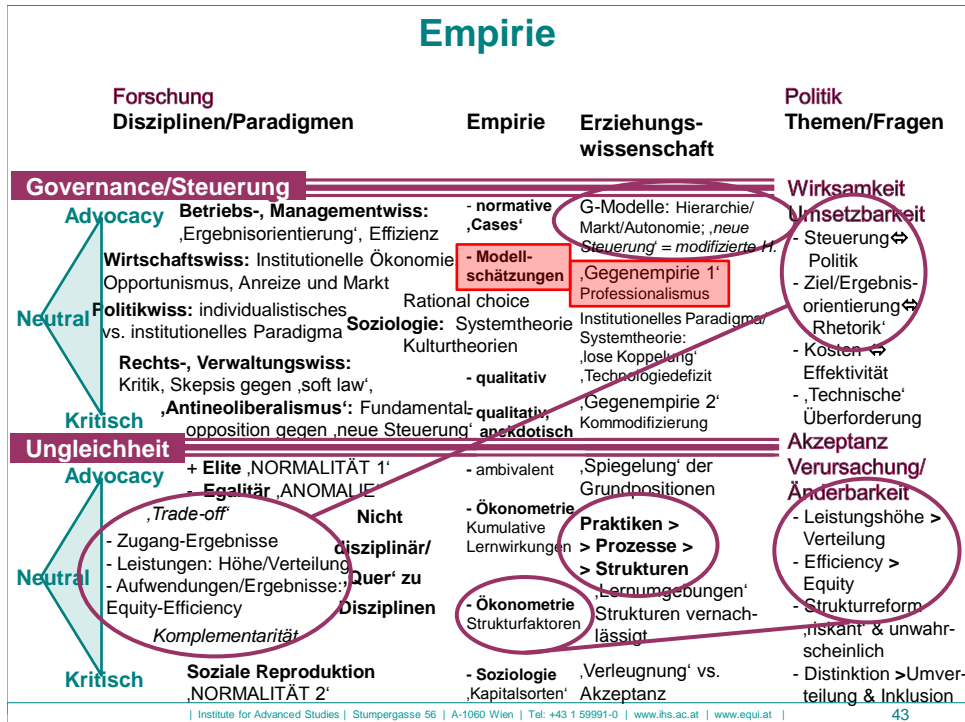 Empirie
Forschung
Disziplinen/Paradigmen
Empirie
Erziehungs-
wissenschaft
Politik
Themen/Fragen
Governance/Steuerung
Advocacy
Neutral
Kritisch
Betriebs-, Managementwiss:
‚Ergebnisorientierung‘, Effizienz
Wirtschaftswiss: Institutionelle Ökonomie
Opportunismus, Anreize und Markt
Politikwiss: individualistisches
vs. institutionelles Paradigma
Rational choice
Soziologie: Systemtheorie
Kulturtheorien
Rechts-, Verwaltungswiss:
Kritik, Skepsis gegen ‚soft law‘,
‚Antineoliberalismus‘: Fundamental-
opposition gegen ‚neue Steuerung‘
- normative
‚Cases‘
- Modell-
schätzungen
- qualitativ
- qualitativ,
anekdotisch
G-Modelle: Hierarchie/
Markt/Autonomie; ‚neue
Steuerung‘ = modifizierte H.
‚Gegenempirie 1‘
Professionalismus
Institutionelles Paradigma/
Systemtheorie:
‚lose Koppelung‘
‚Technologiedefizit
‚Gegenempirie 2‘
Kommodifizierung
Wirksamkeit
Umsetzbarkeit
- Steuerung⇔
Politik
- Ziel/Ergebnis-
orientierung⇔
Rhetorik‘
- Kosten ⇔
Effektivität
- ‚Technische‘
Überforderung
Ungleichheit
Advocacy
Neutral
Kritisch
+ Elite ‚NORMALITÄT 1‘
- Egalitär ‚ANOMALIE‘
‚Trade-off‘
- Zugang-Ergebnisse
- Leistungen: Höhe/Verteilung
- Aufwendungen/Ergebnisse:
Equity-Efficiency
Komplementarität
Nicht
disziplinär/
‚Quer‘ zu
Disziplinen
Soziale Reproduktion
‚NORMALITÄT 2‘
- ambivalent
- Ökonometrie
Kumulative
Lernwirkungen
- Ökonometrie
Strukturfaktoren
- Soziologie
‚Kapitalsorten‘
‚Spiegelung‘ der
Grundpositionen
Praktiken >
> Prozesse >
> Strukturen
‚Lernumgebungen‘
Strukturen vernach-
lässigt
‚Verleugnung‘ vs.
Akzeptanz
Akzeptanz
Verursachung/
Änderbarkeit
- Leistungshöhe >
Verteilung
- Efficiency >
Equity
- Strukturreform
‚riskant‘ & unwahr-
scheinlich
- Distinktion >Umver-
teilung & Inklusion
| Institute for Advanced Studies | Stumpergasse 56 | A-1060 Wien | Tel: +43 1 59991-0 | www.ihs.ac.at | www.equi.at |
43